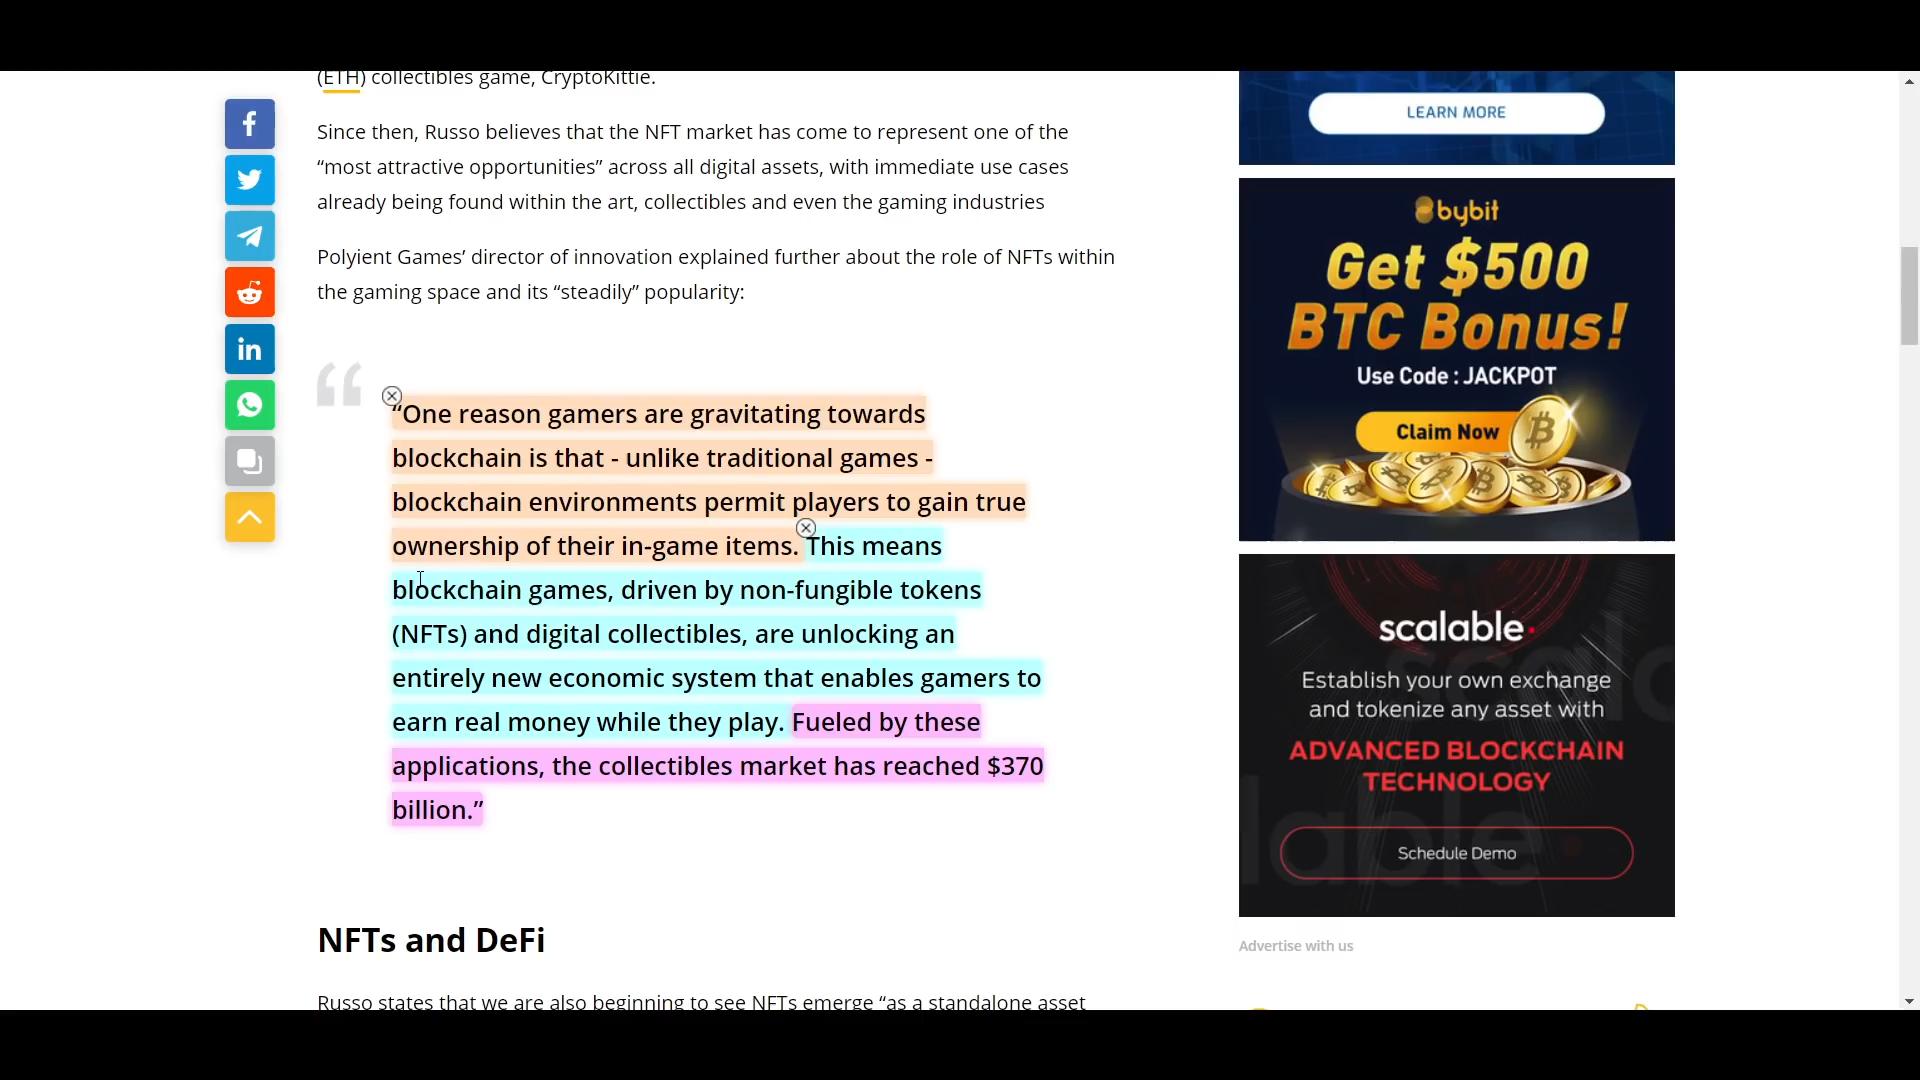 (ETH) collectibles game, CryptoKittie.
Since then, Russo believes that the NFT market has come to represent one of the
“most attractive opportunities” across all digital assets, with immediate use cases
already being found within the art, collectibles and even the gaming industries
Polyient Games’ director of innovation explained further about the role of NFTs within
the gaming space and its “steadily” popularity:
“One reason gamers are gravitating towards
blockchain is that - unlike traditional games -
blockchain environments permit players to gain true
ownership of their in-game items. This means
blockchain games, driven by non-fungible tokens
(NFTs) and digital collectibles, are unlocking an
entirely new economic system that enables gamers to
earn real money while they play. Fueled by these
applications, the collectibles market has reached $370
billion.”
NFTs and DeFi
Russo states that we are also beginning to see NFTs emerge “as a standalone asset
LEARN MORE
bybit
Get $500
BTC Bonus!
Use Code : JACKPOT
Claim Now
scalable
Establish your own exchange
and tokenize any asset with
ADVANCED BLOCKCHAIN
TECHNOLOGY
Schedule Demo
Advertise with us